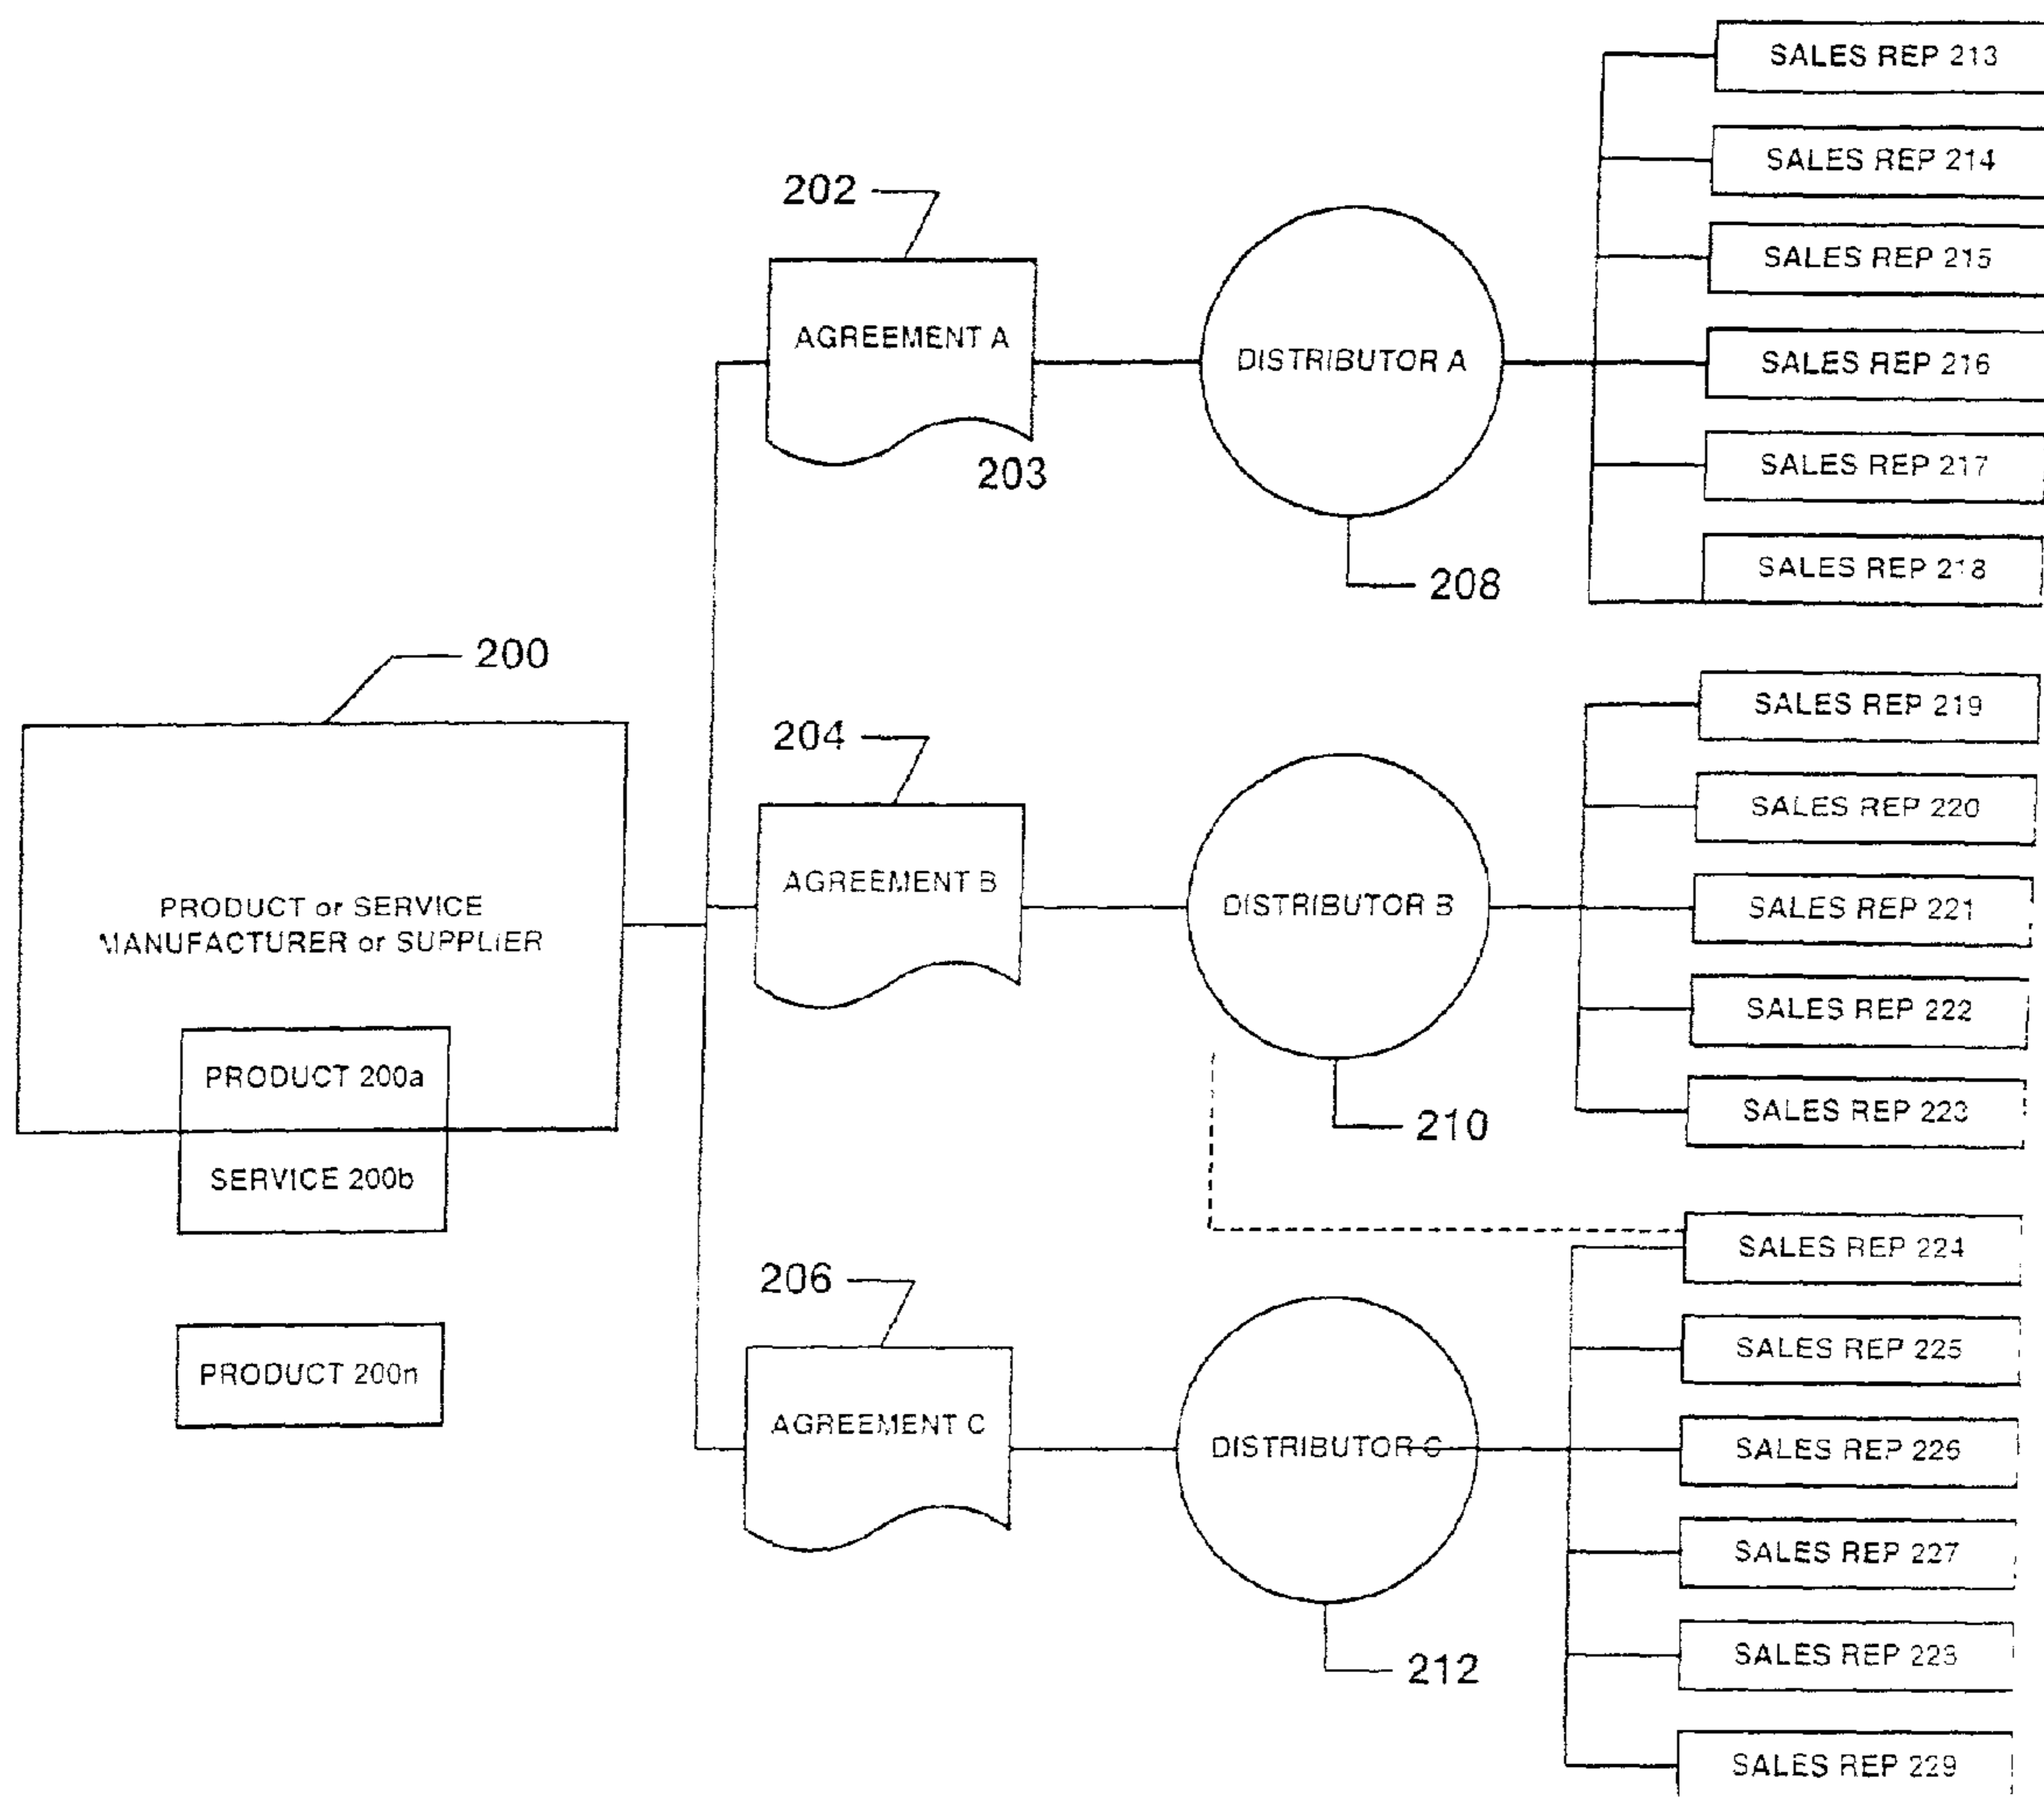 SALES REP 213
SALES REP 214
202
SALES REP 215
AGREEMENT A
DISTRIBUTOR A
SALES REP 216
203
SALES REP 217
208
SALES REP 218
200
SALES REP 219
204
SALES REP 220
AGREEMENT B
DISTRIBUTOR B
SALES REP 221
PRODUCT or SERVICE
MANUFACTURER or SUPPLIER
SALES REP 222
PRODUCT 200a
210
SALES REP 223
SERVICE 200b
SALES REP 224
206
SALES REP 225
PRODUCT 200n
AGREEMENT C
DISTRIBUTOR C
SALES REP 226
SALES REP 227
212
SALES REP 228
SALES REP 229